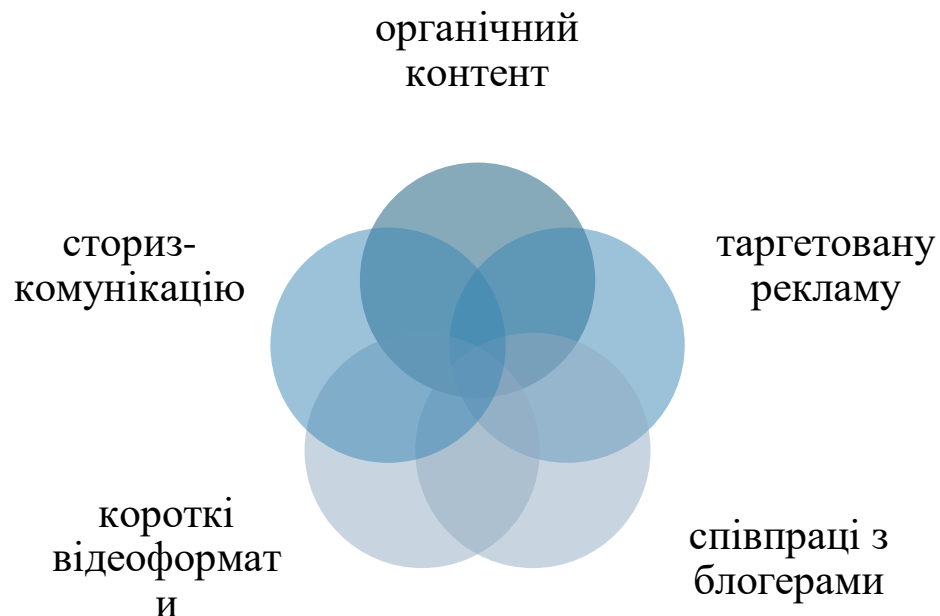 органічний
контент
таргетовану
рекламу
співпраці з
блогерами
короткі
відеоформат
и
сториз-
комунікацію